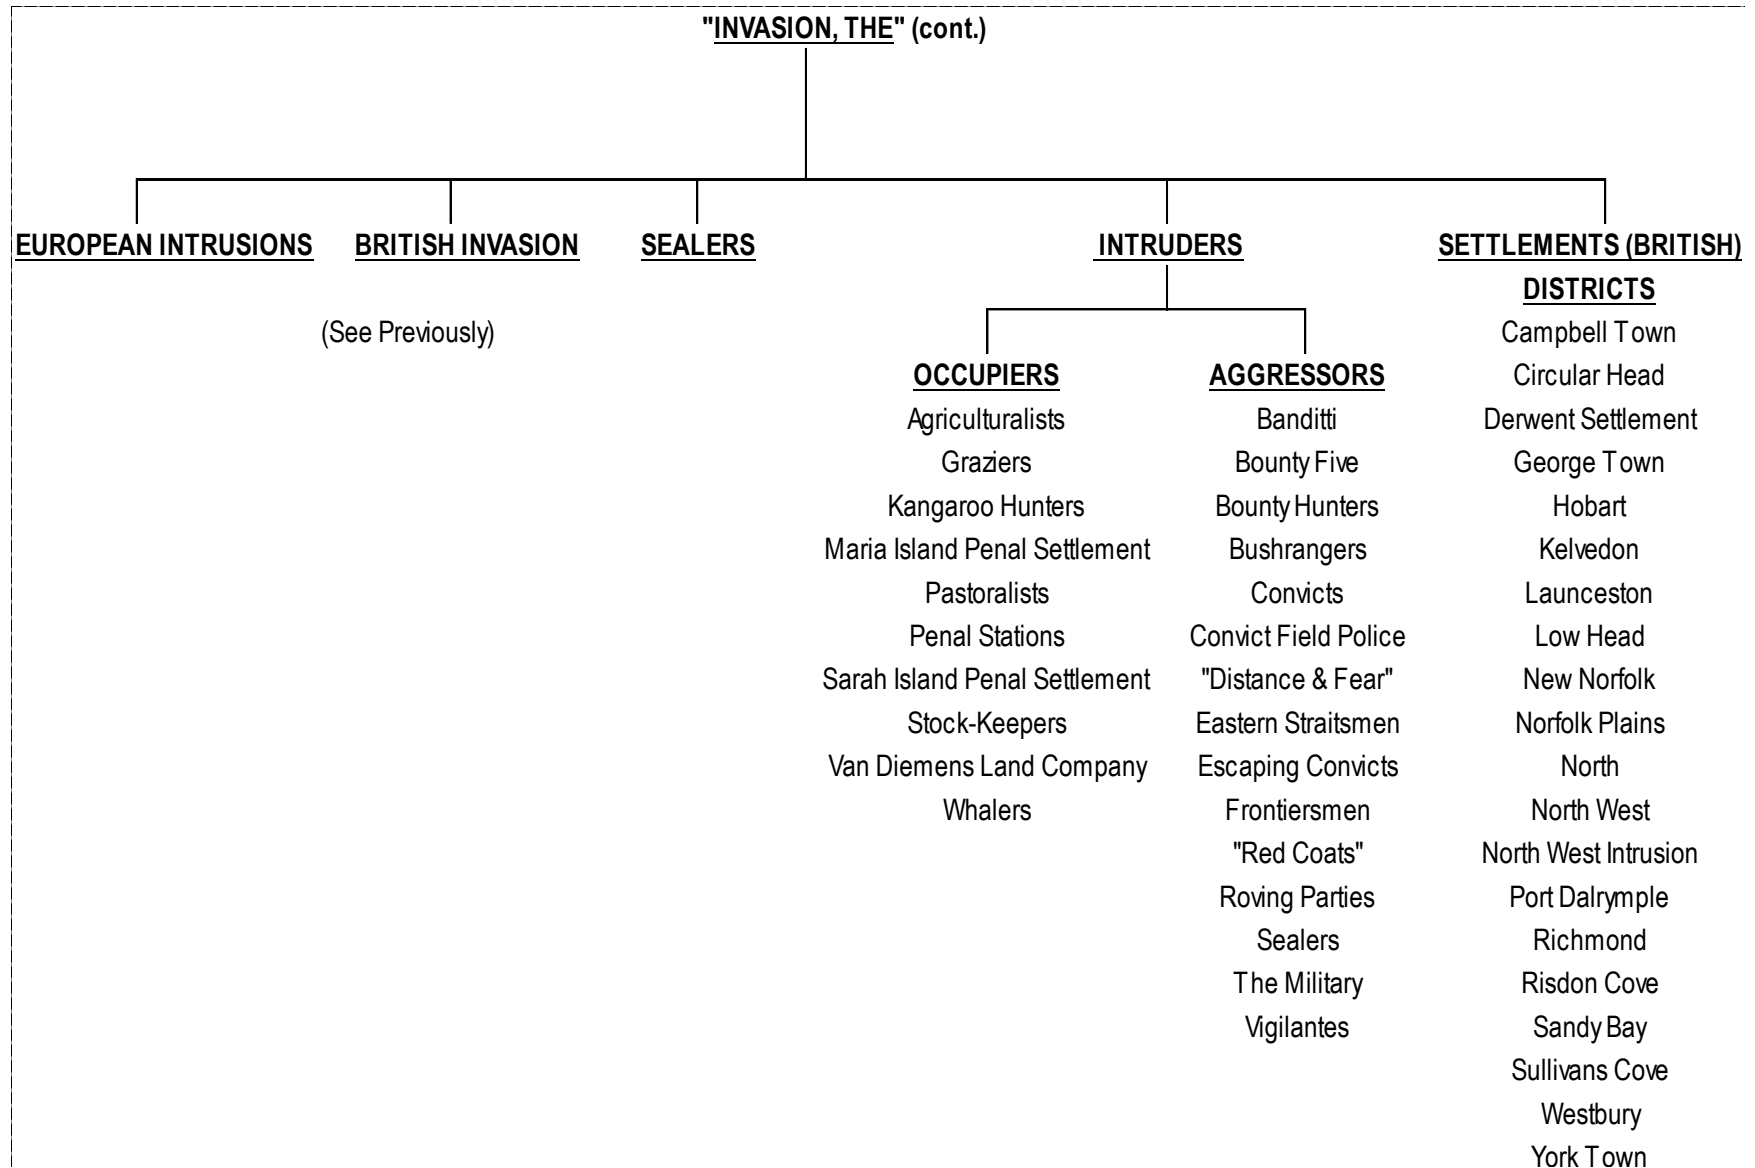 "INVASION, THE" (cont.)
EUROPEAN INTRUSIONS
BRITISH INVASION
SEALERS
(See Previously)
INTRUDERS
OCCUPIERS
Agriculturalists
Graziers
Kangaroo Hunters
Maria Island Penal Settlement
Pastoralists
Penal Stations
Sarah Island Penal Settlement
Stock-Keepers
Van Diemens Land Company
Whalers
AGGRESSORS
Banditti
Bounty Five
Bounty Hunters
Bushrangers
Convicts
Convict Field Police
"Distance & Fear"
Eastern Straitsmen
Escaping Convicts
Frontiersmen
"Red Coats"
Roving Parties
Sealers
The Military
Vigilantes
SETTLEMENTS (BRITISH)
DISTRICTS
Campbell Town
Circular Head
Derwent Settlement
George Town
Hobart
Kelvedon
Launceston
Low Head
New Norfolk
Norfolk Plains
North
North West
North West Intrusion
Port Dalrymple
Richmond
Risdon Cove
Sandy Bay
Sullivans Cove
Westbury
York Town